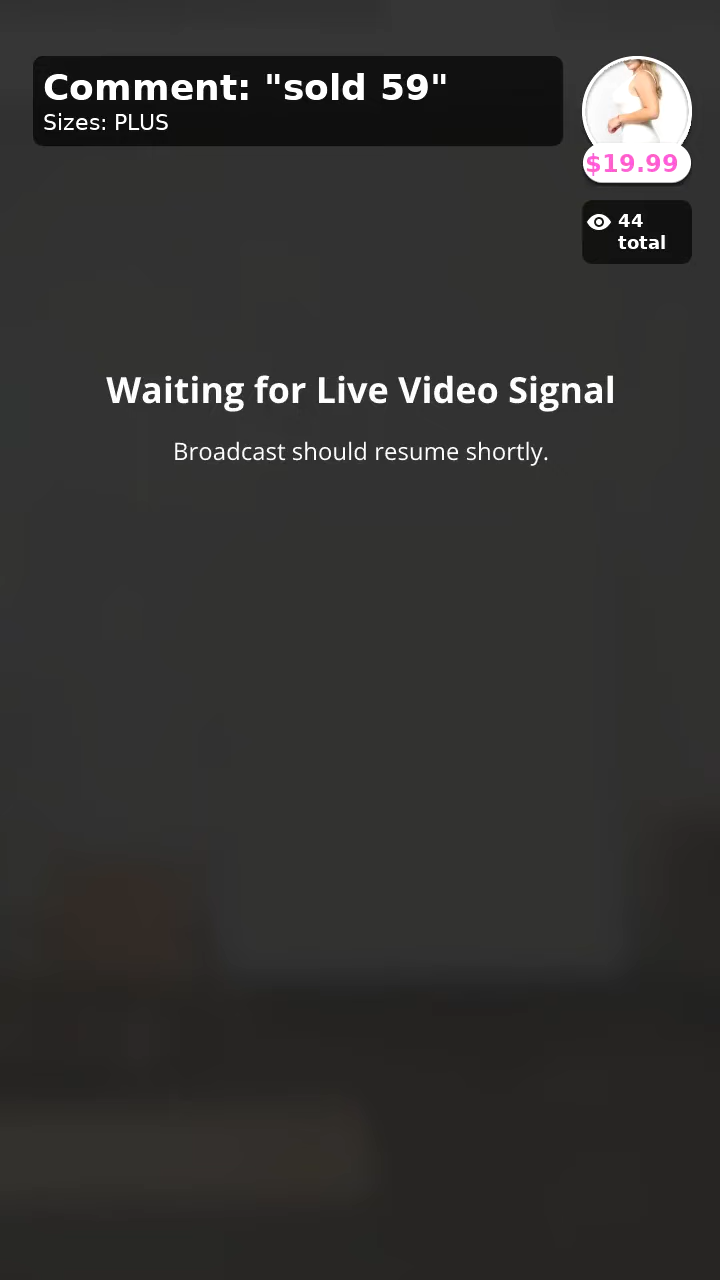 Comment: "sold 59"
Sizes: PLUS
$19.99
44
total
Waiting for Live Video Signal
Broadcast should resume shortly.